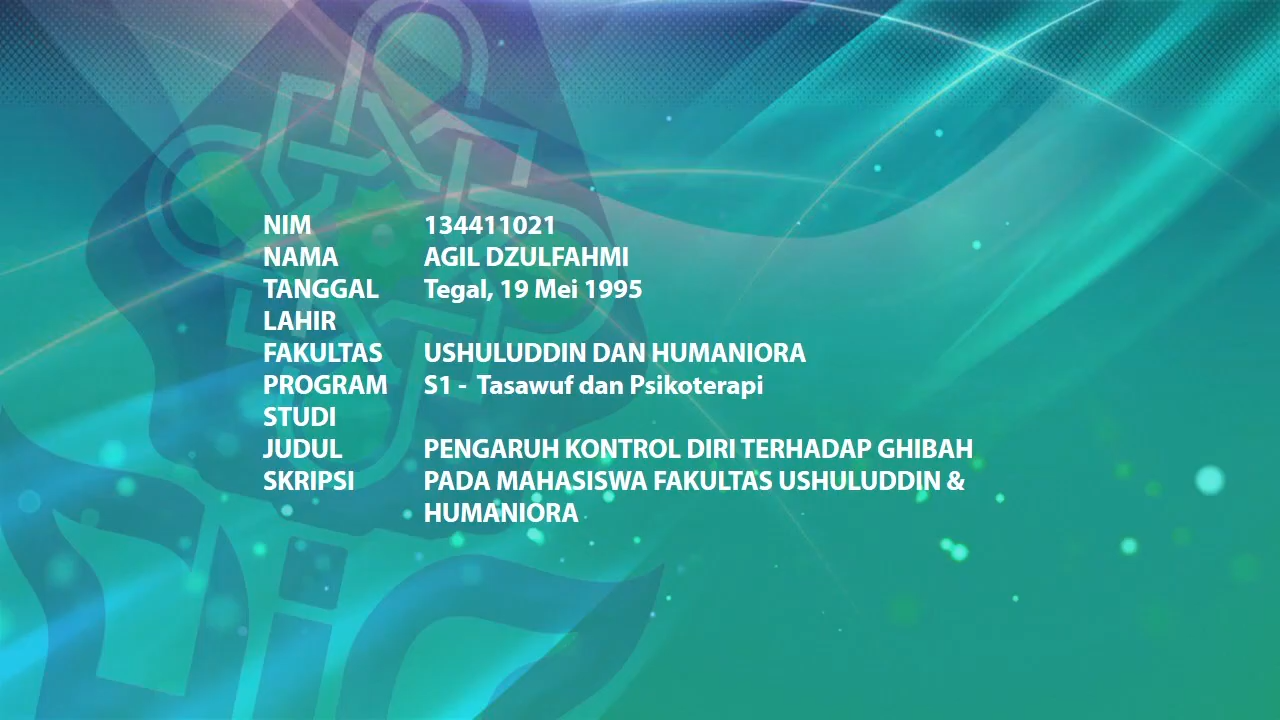 NIM 134411021
NAMA AGIL DZULFAHMI
TANGGAL Tegal, 19 Mei 1995
LAHIR
FAKULTAS USHULUDDIN DAN HUMANIORA
PROGRAM S1 - Tasawuf dan Psikoterapi
STUDI
JUDUL PENGARUH KONTROL DIRI TERHADAP GHIBAH
SKRIPSI PADA MAHASISWA FAKULTAS USHULUDDIN &
HUMANIORA